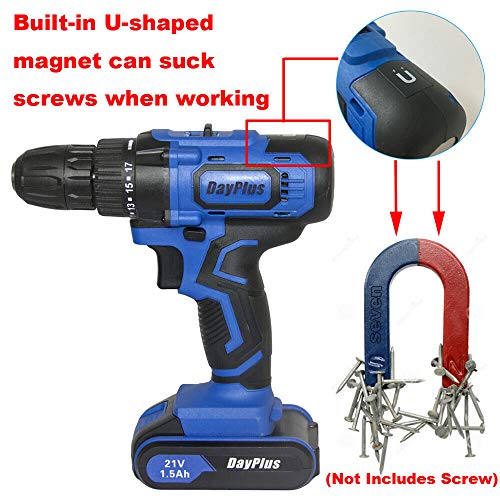 Built-in U-shaped
magnet can suck
screws when working
DayPlus
13 15 17
seven
21V
1.5Ah
DayPlus
(Not Includes Screw)